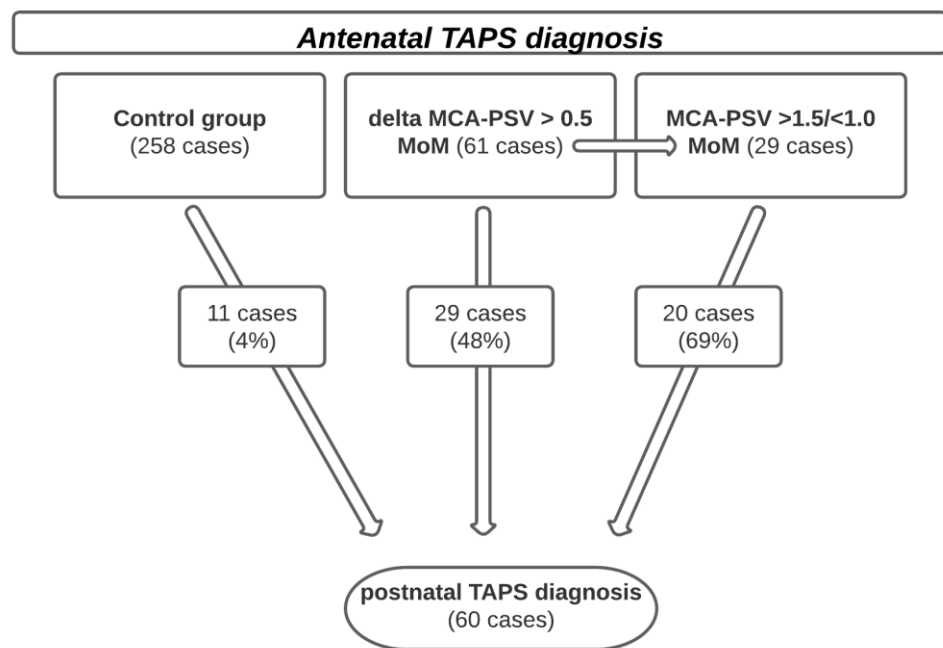 Antenatal TAPS diagnosis
Control group
(258 cases)
delta MCA-PSV > 0.5
MoM (61 cases)
MCA-PSV >1.5/<1.0
MoM (29 cases)
11 cases
(4%)
29 cases
(48%)
20 cases
(69%)
postnatal TAPS diagnosis
(60 cases)